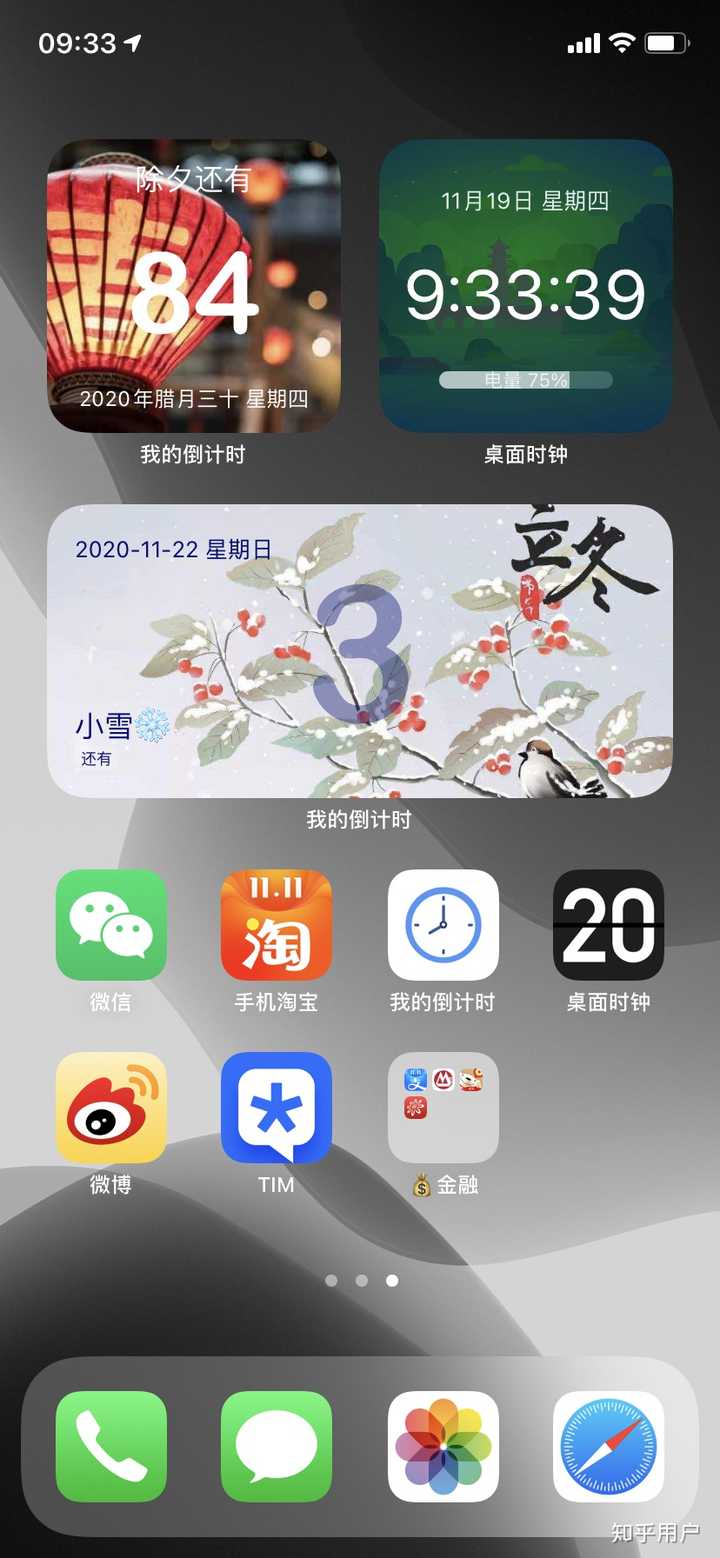 09:33
除夕还有
84
2020年腊月三十 星期四
我的倒计时
11月19日 星期四
9:33:39
电量 75%
桌面时钟
2020-11-22 星期日
立冬
3
小雪❄️
还有
我的倒计时
11.11
淘
20
微信
手机淘宝
我的倒计时
桌面时钟
微博
TIM
💰金融
知乎用户